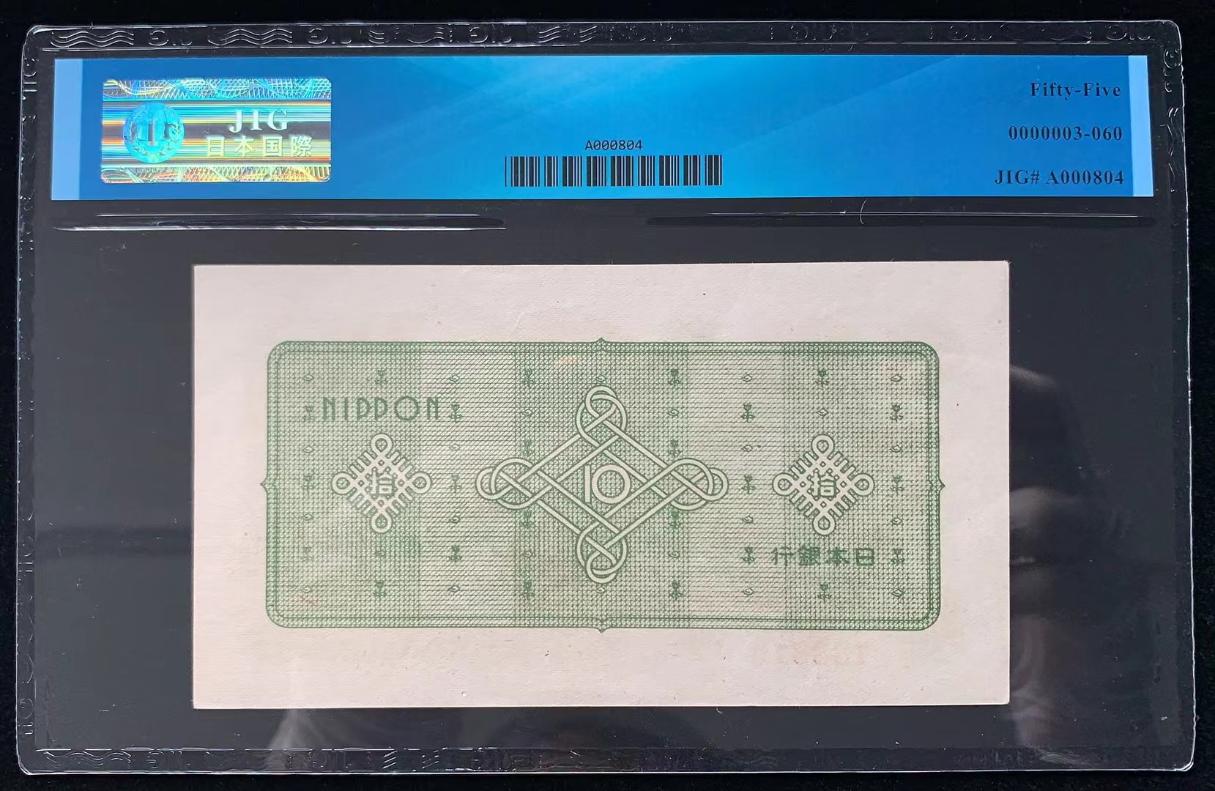 JIG
日本国際
A000804
Fifty-Five
0000003-060
JIG# A000804
NIPPON
拾
10
拾
行銀本日